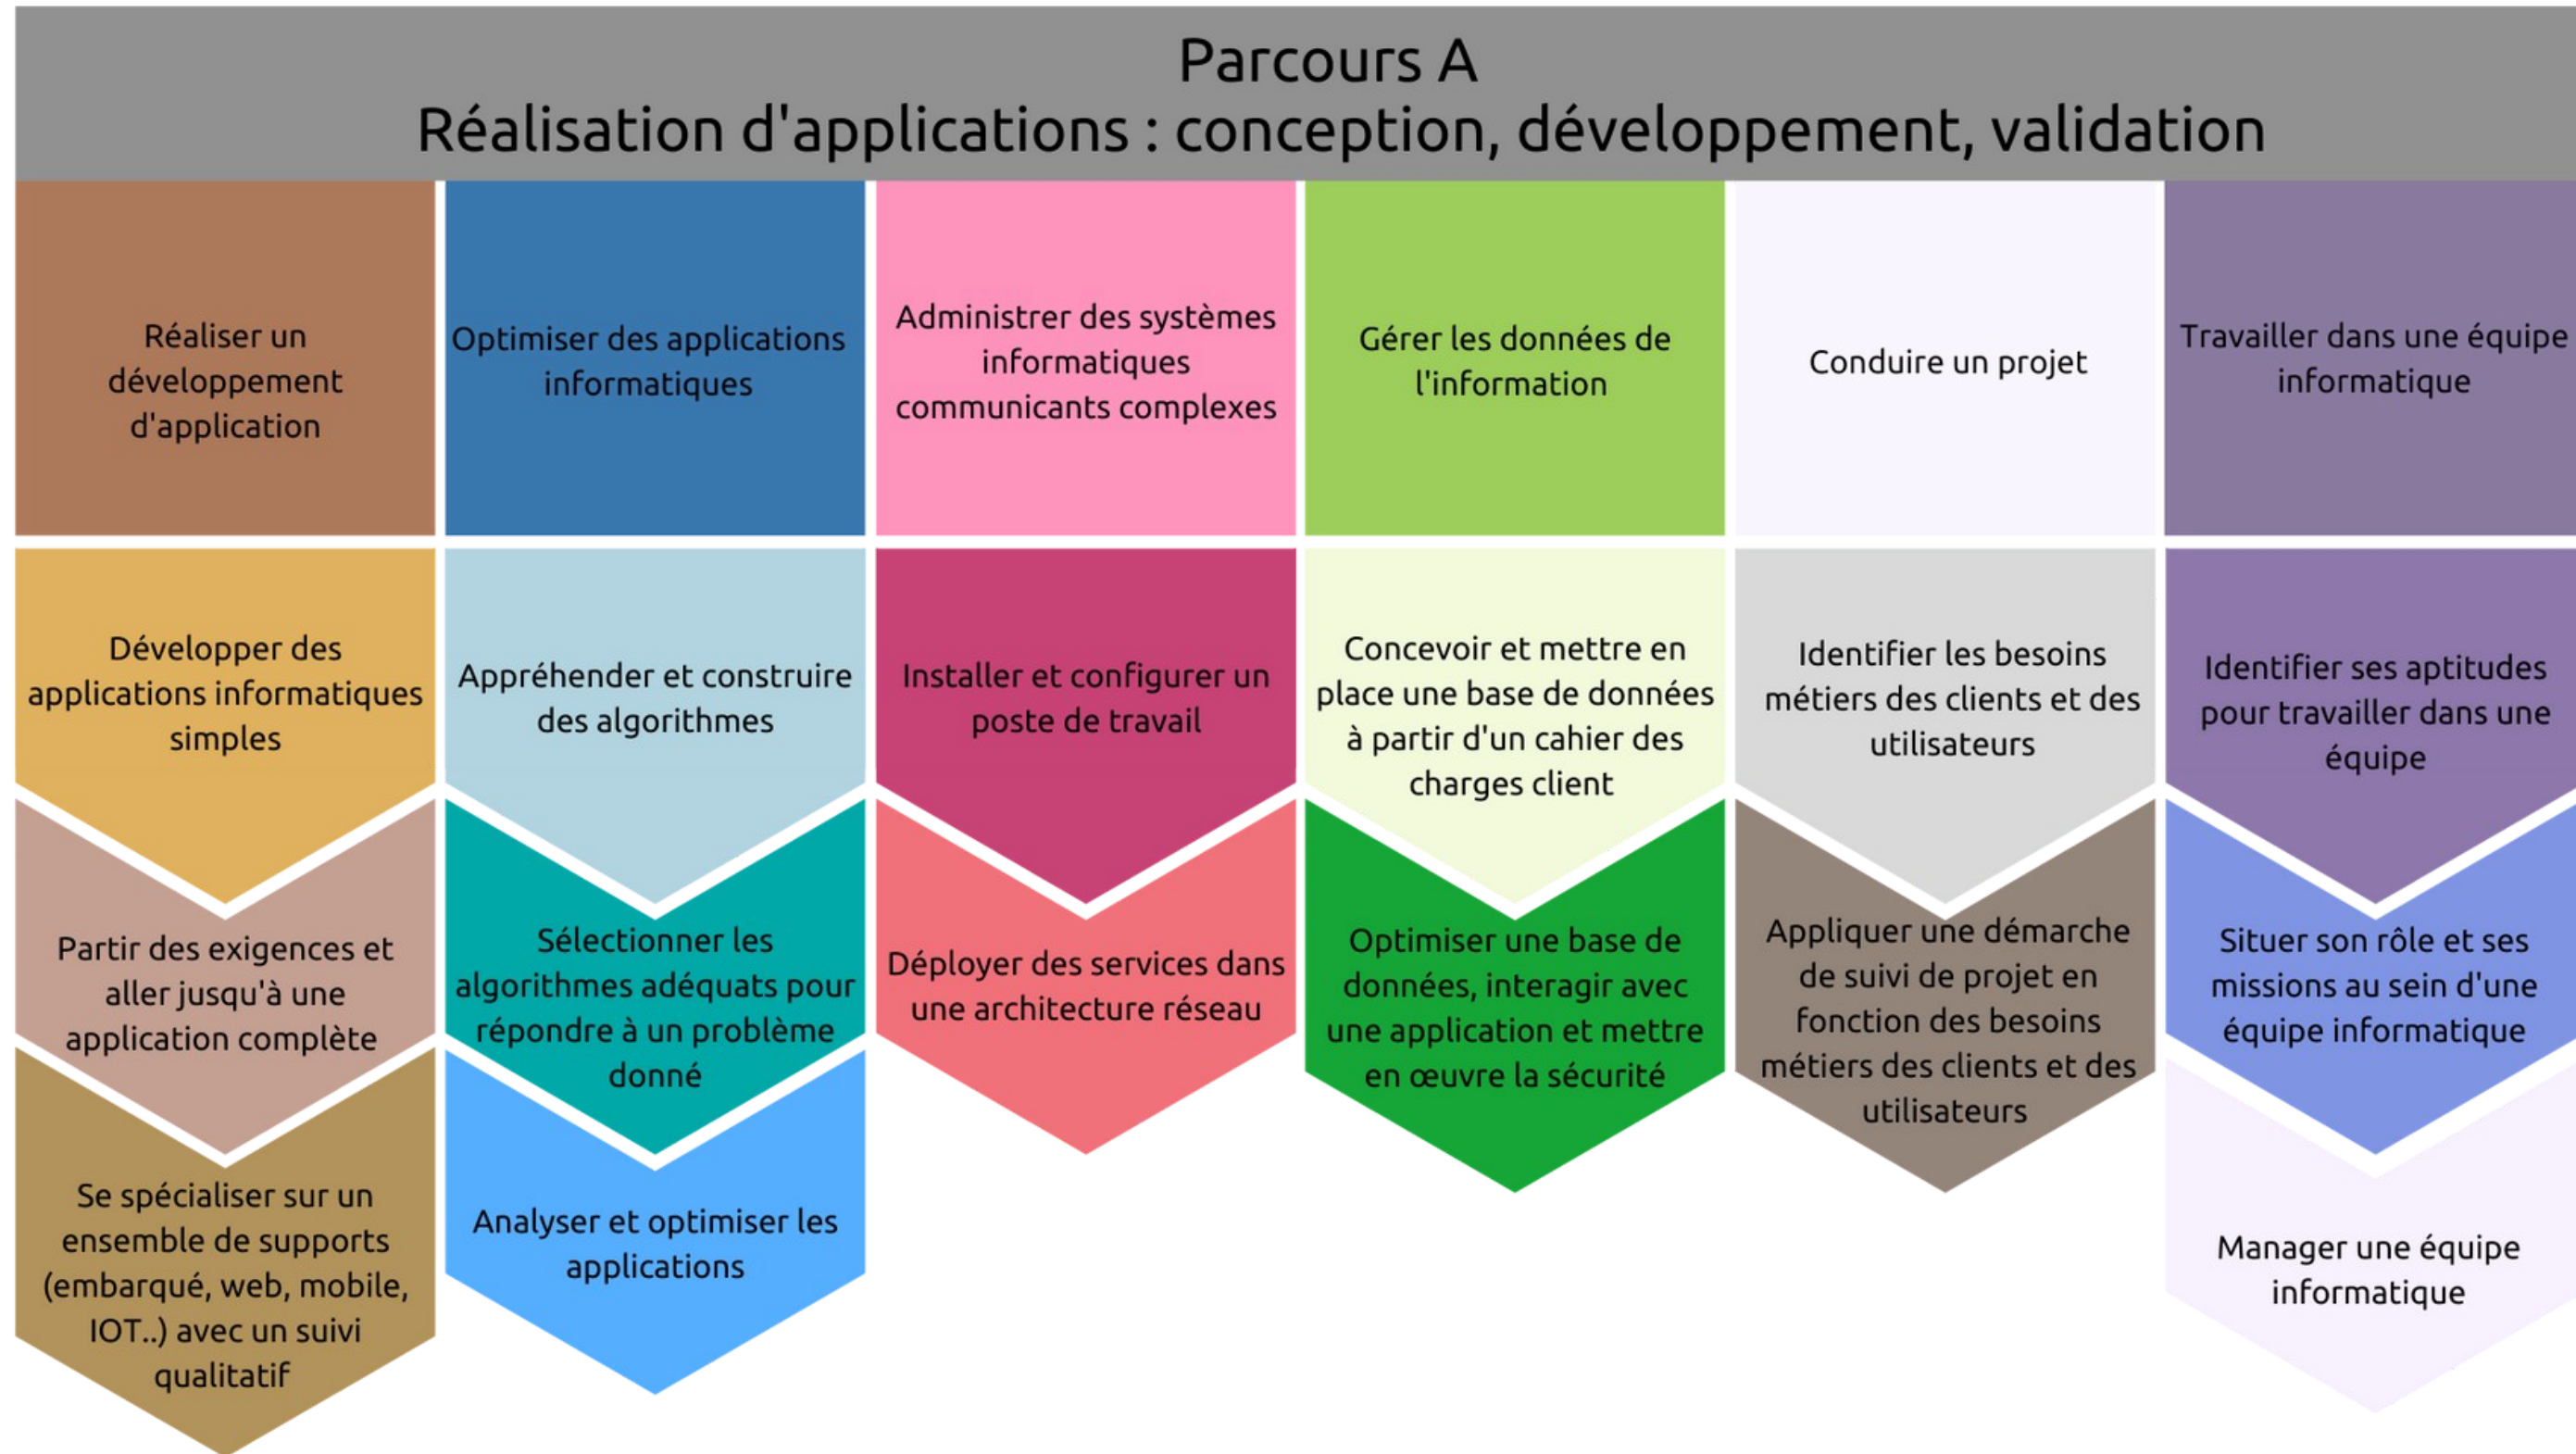 Parcours A
Réalisation d'applications : conception, développement, validation
Réaliser un
développement
d'application
Optimiser des applications
informatiques
Administrer des systèmes
informatiques
communicants complexes
Gérer les données de
l'information
Conduire un projet
Travailler dans une équipe
informatique
Développer des
applications informatiques
simples
Appréhender et construire
des algorithmes
Installer et configurer un
poste de travail
Concevoir et mettre en
place une base de données
à partir d'un cahier des
charges client
Identifier les besoins
métiers des clients et des
utilisateurs
Identifier ses aptitudes
pour travailler dans une
équipe
Partir des exigences et
aller jusqu'à une
application complète
Sélectionner les
algorithmes adéquats pour
répondre à un problème
donné
Déployer des services dans
une architecture réseau
Optimiser une base de
données, interagir avec
une application et mettre
en œuvre la sécurité
Appliquer une démarche
de suivi de projet en
fonction des besoins
métiers des clients et des
utilisateurs
Situer son rôle et ses
missions au sein d'une
équipe informatique
Se spécialiser sur un
ensemble de supports
(embarqué, web, mobile,
IOT..) avec un suivi
qualitatif
Analyser et optimiser les
applications
Manager une équipe
informatique